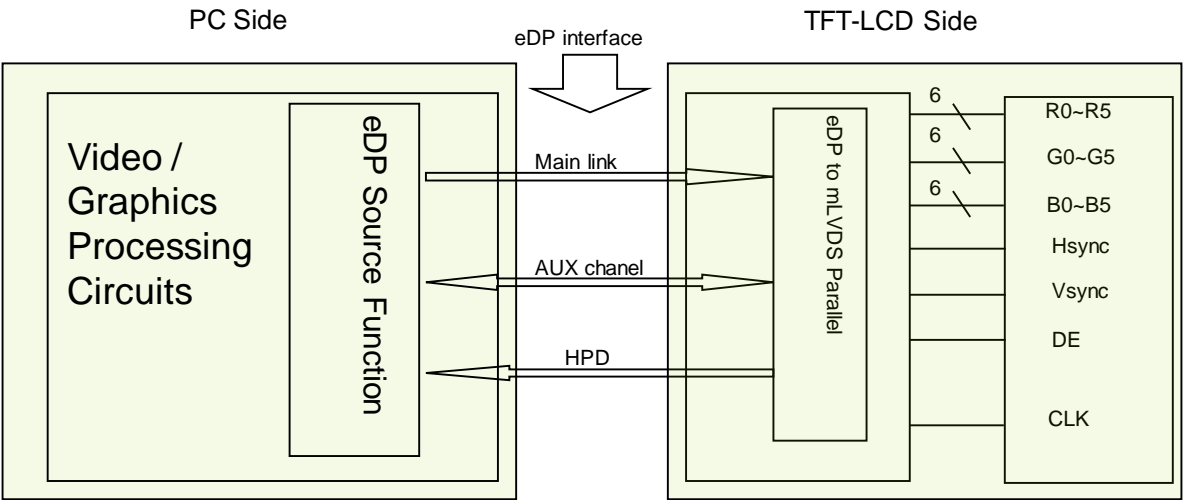 PC Side
TFT-LCD Side
eDP interface
Video /
Graphics
Processing
Circuits
eDP Source Function
Main link
AUX chanel
HPD
eDP to mLVDS Parallel
6
R0~R5
6
G0~G5
6
B0~B5
Hsync
Vsync
DE
CLK